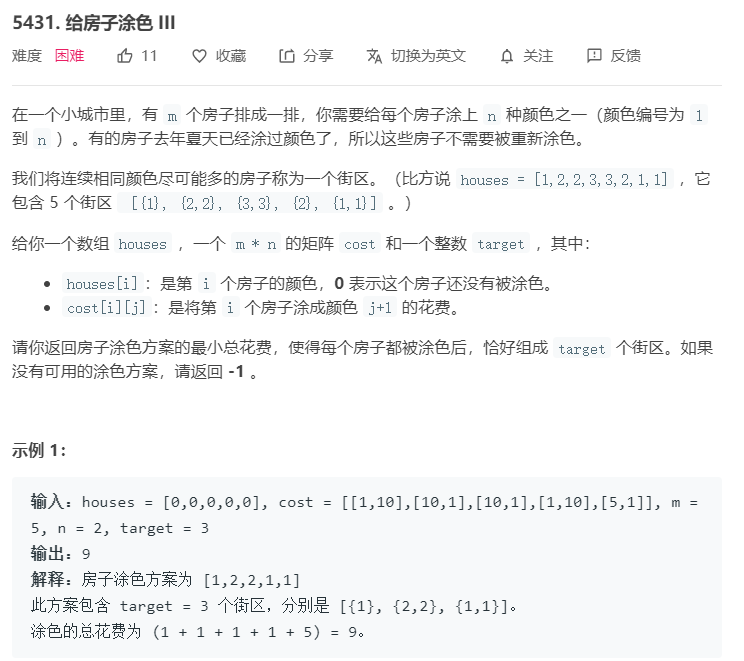 5431. 给房子涂色 III
难度 困难 11 收藏 分享 切换为英文 关注 反馈
在一个小城市里，有 m 个房子排成一排，你需要给每个房子涂上 n 种颜色之一（颜色编号为 1
到 n ）。有的房子去年夏天已经涂过颜色了，所以这些房子不需要被重新涂色。
我们将连续相同颜色尽可能多的房子称为一个街区。（比方说 houses = [1,2,2,3,3,2,1,1] ，它
包含 5 个街区 [{1}, {2,2}, {3,3}, {2}, {1,1}] 。）
给你一个数组 houses ，一个 m * n 的矩阵 cost 和一个整数 target ，其中：
• houses[i] ：是第 i 个房子的颜色，0 表示这个房子还没有被涂色。
• cost[i][j] ：是将第 i 个房子涂成颜色 j+1 的花费。
请你返回房子涂色方案的最小总花费，使得每个房子都被涂色后，恰好组成 target 个街区。如果
没有可用的涂色方案，请返回 -1 。
示例 1：
输入：houses = [0,0,0,0,0], cost = [[1,10],[10,1],[10,1],[1,10],[5,1]], m =
5, n = 2, target = 3
输出：9
解释：房子涂色方案为 [1,2,2,1,1]
此方案包含 target = 3 个街区，分别是 [{1}, {2,2}, {1,1}]。
涂色的总花费为 (1 + 1 + 1 + 1 + 5) = 9。